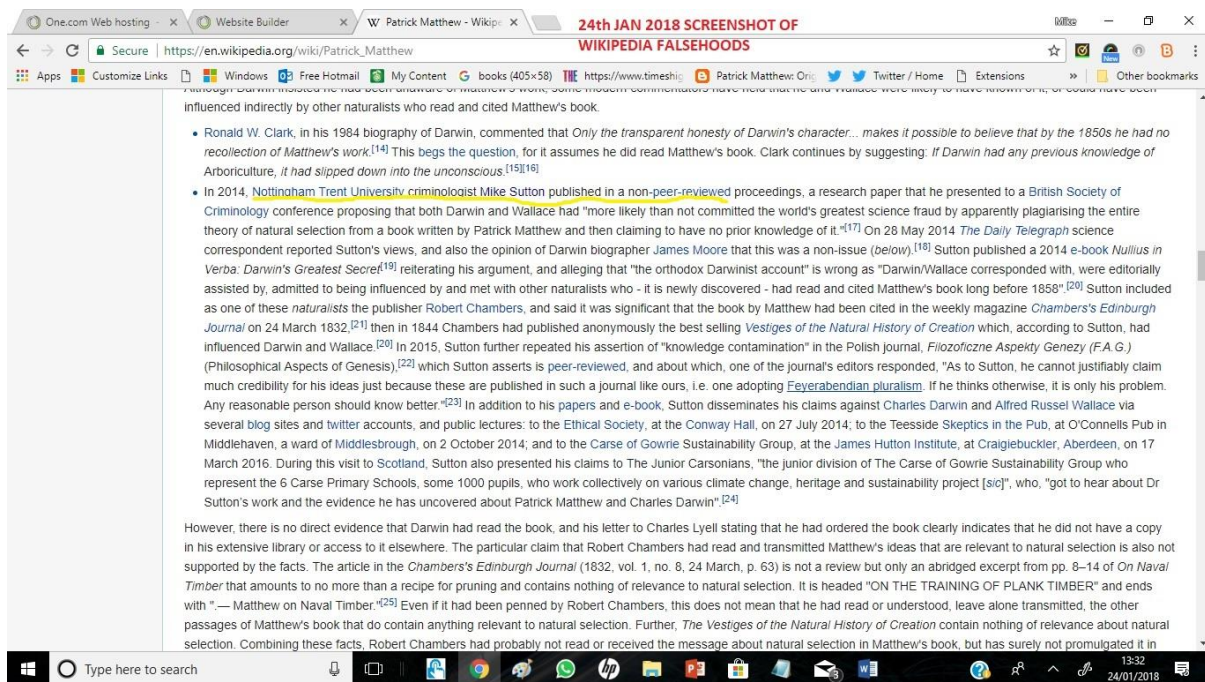 One.com Web hosting -
Website Builder
Patrick Matthew - Wikip
24th JAN 2018 SCREENSHOT OF
WIKIPEDIA FALSEHOODS
Mike
Secure | https://en.wikipedia.org/wiki/Patrick_Matthew
New
Apps Customize Links Windows Free Hotmail My Content books (405×58) https://www.timeshig Patrick Matthew: Orig Twitter / Home Extensions » Other bookmarks
influenced indirectly by other naturalists who read and cited Matthew's book.
• Ronald W. Clark, in his 1984 biography of Darwin, commented that Only the transparent honesty of Darwin's character... makes it possible to believe that by the 1850s he had no
recollection of Matthew's work.[14] This begs the question, for it assumes he did read Matthew's book. Clark continues by suggesting: If Darwin had any previous knowledge of
Arboriculture, it had slipped down into the unconscious.[15][16]
• In 2014, Nottingham Trent University criminologist Mike Sutton published in a non-peer-reviewed proceedings, a research paper that he presented to a British Society of
Criminology conference proposing that both Darwin and Wallace had "more likely than not committed the world's greatest science fraud by apparently plagiarising the entire
theory of natural selection from a book written by Patrick Matthew and then claiming to have no prior knowledge of it."[17] On 28 May 2014 The Daily Telegraph science
correspondent reported Sutton's views, and also the opinion of Darwin biographer James Moore that this was a non-issue (below).[18] Sutton published a 2014 e-book Nullius in
Verba: Darwin's Greatest Secret[19] reiterating his argument, and alleging that "the orthodox Darwinist account" is wrong as "Darwin/Wallace corresponded with, were editorially
assisted by, admitted to being influenced by and met with other naturalists who - it is newly discovered - had read and cited Matthew's book long before 1858".[20] Sutton included
as one of these naturalists the publisher Robert Chambers, and said it was significant that the book by Matthew had been cited in the weekly magazine Chambers's Edinburgh
Journal on 24 March 1832,[21] then in 1844 Chambers had published anonymously the best selling Vestiges of the Natural History of Creation which, according to Sutton, had
influenced Darwin and Wallace.[20] In 2015, Sutton further repeated his assertion of "knowledge contamination" in the Polish journal, Filozoficzne Aspekty Genezy (F.A.G.)
(Philosophical Aspects of Genesis),[22] which Sutton asserts is peer-reviewed, and about which, one of the journal's editors responded, "As to Sutton, he cannot justifiably claim
much credibility for his ideas just because these are published in such a journal like ours, i.e. one adopting Feyerabendian pluralism. If he thinks otherwise, it is only his problem.
Any reasonable person should know better."[23] In addition to his papers and e-book, Sutton disseminates his claims against Charles Darwin and Alfred Russel Wallace via
several blog sites and twitter accounts, and public lectures: to the Ethical Society, at the Conway Hall, on 27 July 2014; to the Teesside Skeptics in the Pub, at O'Connells Pub in
Middlehaven, a ward of Middlesbrough, on 2 October 2014; and to the Carse of Gowrie Sustainability Group, at the James Hutton Institute, at Craigiebuckler, Aberdeen, on 17
March 2016. During this visit to Scotland, Sutton also presented his claims to The Junior Carsonians, "the junior division of The Carse of Gowrie Sustainability Group who
represent the 6 Carse Primary Schools, some 1000 pupils, who work collectively on various climate change, heritage and sustainability project [sic]", who, "got to hear about Dr
Sutton's work and the evidence he has uncovered about Patrick Matthew and Charles Darwin".[24]
However, there is no direct evidence that Darwin had read the book, and his letter to Charles Lyell stating that he had ordered the book clearly indicates that he did not have a copy
in his extensive library or access to it elsewhere. The particular claim that Robert Chambers had read and transmitted Matthew's ideas that are relevant to natural selection is also not
supported by the facts. The article in the Chambers's Edinburgh Journal (1832, vol. 1, no. 8, 24 March, p. 63) is not a review but only an abridged excerpt from pp. 8–14 of On Naval
Timber that amounts to no more than a recipe for pruning and contains nothing of relevance to natural selection. It is headed "ON THE TRAINING OF PLANK TIMBER" and ends
with ".— Matthew on Naval Timber."[25] Even if it had been penned by Robert Chambers, this does not mean that he had read or understood, leave alone transmitted, the other
passages of Matthew's book that do contain anything relevant to natural selection. Further, The Vestiges of the Natural History of Creation contain nothing of relevance about natural
selection. Combining these facts, Robert Chambers had probably not read or received the message about natural selection in Matthew's book, but has surely not promulgated it in
Type here to search
13:32
24/01/2018